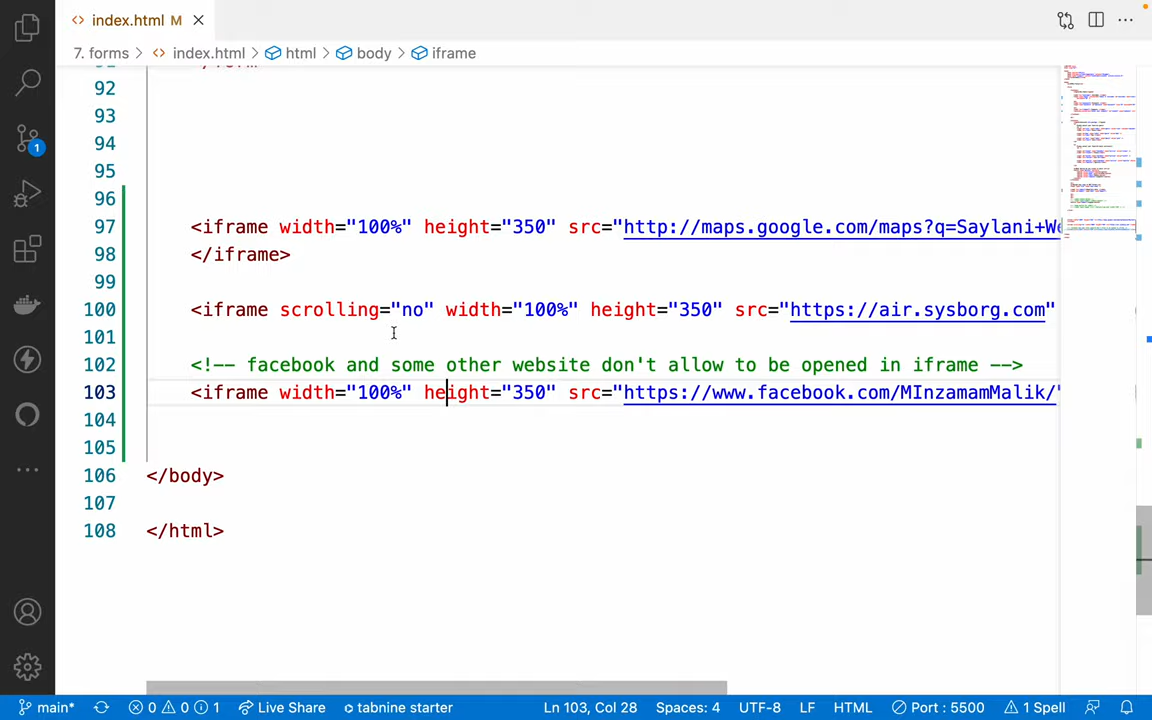 index.html M
7. forms index.html html body iframe
92
93
94
95
96
97 <iframe width="100%" height="350" src="http://maps.google.com/maps?q=Saylani+We
98 </iframe>
99
100 <iframe scrolling="no" width="100%" height="350" src="https://air.sysborg.com"
101
102 <!-- facebook and some other website don't allow to be opened in iframe -->
103 <iframe width="100%" height="350" src="https://www.facebook.com/MInzamamMalik/"
104
105
106 </body>
107
108 </html>
1
main* 0 0 1 Live Share tabnine starter Ln 103, Col 28 Spaces: 4 UTF-8 LF HTML Port : 5500 1 Spell